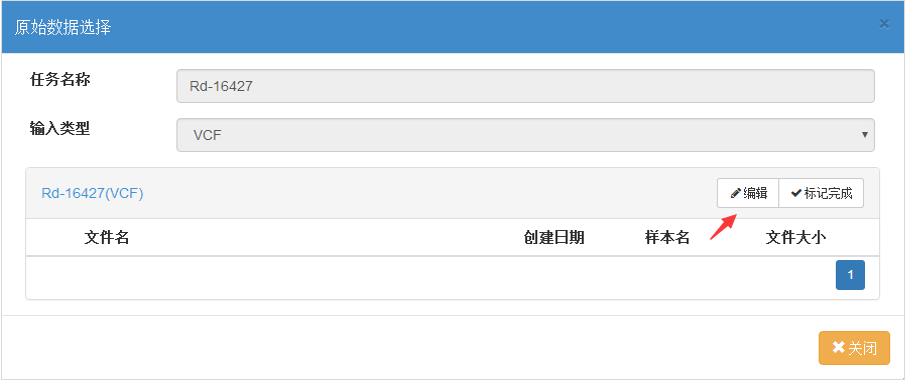 原始数据选择 ×
任务名称 Rd-16427
输入类型 VCF
Rd-16427(VCF) 编辑 标记完成
文件名 创建日期 样本名 文件大小
1
关闭